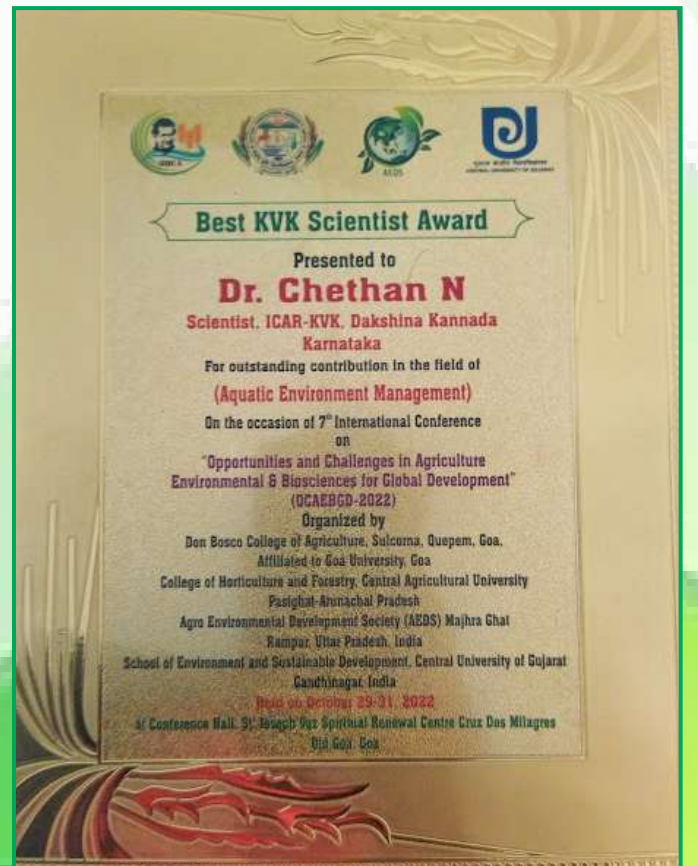 AEDS
CENTRAL UNIVERSITY OF GUJARAT
Best KVK Scientist Award
Presented to
Dr. Chethan N
Scientist, ICAR-KVK, Dakshina Kannada
Karnataka
For outstanding contribution in the field of
(Aquatic Environment Management)
On the occasion of 7th International Conference
on
"Opportunities and Challenges in Agriculture
Environmental & Biosciences for Global Development"
(OCAEBGD-2022)
Organized by
Don Bosco College of Agriculture, Sulcorna, Quepem, Goa,
Affiliated to Goa University, Goa
College of Horticulture and Forestry, Central Agricultural University
Pasighat-Arunachal Pradesh
Agro Environmental Development Society (AEDS) Majhra Ghat
Rampur, Uttar Pradesh, India
School of Environment and Sustainable Development, Central University of Gujarat
Gandhinagar, India
Held on October 29-31, 2022
at Conference Hall, St. Joseph Vaz Spiritual Renewal Centre Cruz Dos Milagres
Old Goa, Goa